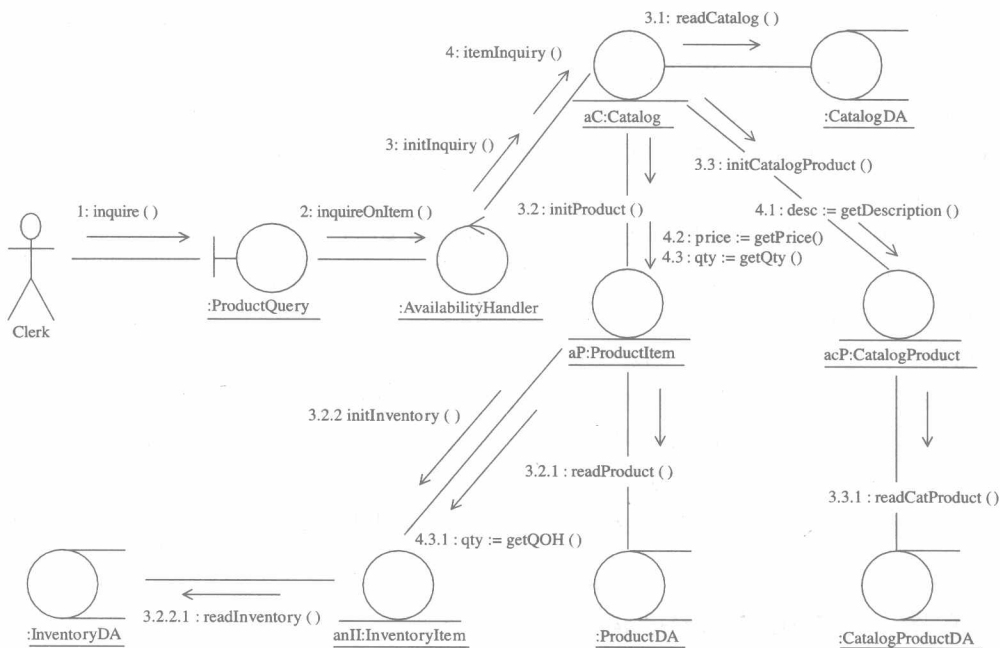 3.1: readCatalog ( )
4: itemInquiry ( )
aC:Catalog
:CatalogDA
3: initInquiry ( )
3.3 : initCatalogProduct ( )
1: inquire ( )
2: inquireOnItem ( )
3.2 : initProduct ( )
4.1 : desc := getDescription ( )
4.2 : price := getPrice()
4.3 : qty := getQty ( )
Clerk
:ProductQuery
:AvailabilityHandler
aP:ProductItem
acP:CatalogProduct
3.2.2 initInventory ( )
3.2.1 : readProduct ( )
3.3.1 : readCatProduct ( )
4.3.1 : qty := getQOH ( )
3.2.2.1 : readInventory ( )
:InventoryDA
anII:InventoryItem
:ProductDA
:CatalogProductDA